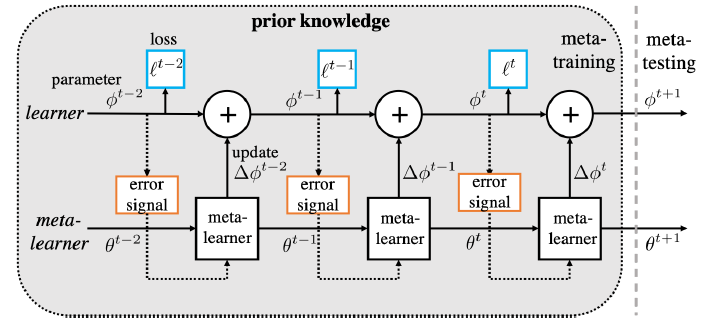 prior knowledge
loss
ℓ^{t−2}
ℓ^{t−1}
ℓ^t
meta-
training
meta-
testing
parameter
ϕ^{t−2}
ϕ^{t−1}
ϕ^t
ϕ^{t+1}
learner
+
+
+
update
Δϕ^{t−2}
Δϕ^{t−1}
Δϕ^t
error
signal
error
signal
error
signal
meta-
learner
meta-
learner
meta-
learner
meta-
learner
θ^{t−2}
θ^{t−1}
θ^t
θ^{t+1}